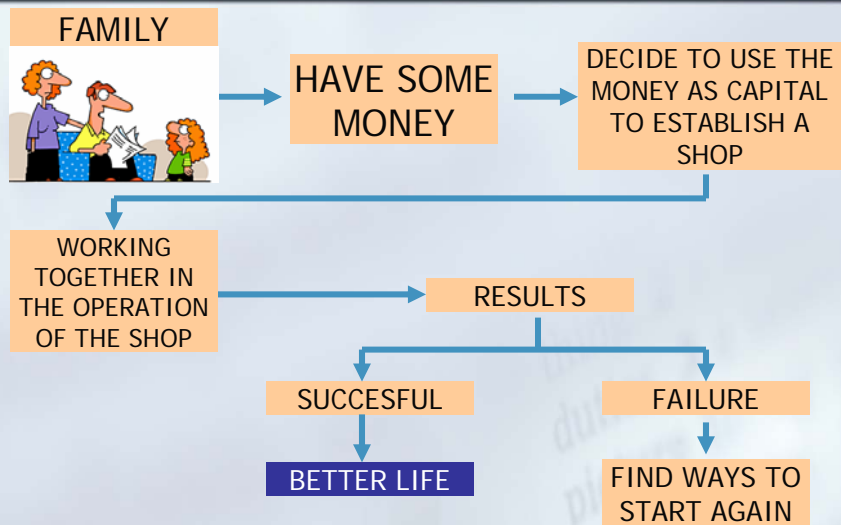 FAMILY
HAVE SOME
MONEY
DECIDE TO USE THE
MONEY AS CAPITAL
TO ESTABLISH A
SHOP
WORKING
TOGETHER IN
THE OPERATION
OF THE SHOP
RESULTS
SUCCESFUL
FAILURE
BETTER LIFE
FIND WAYS TO
START AGAIN